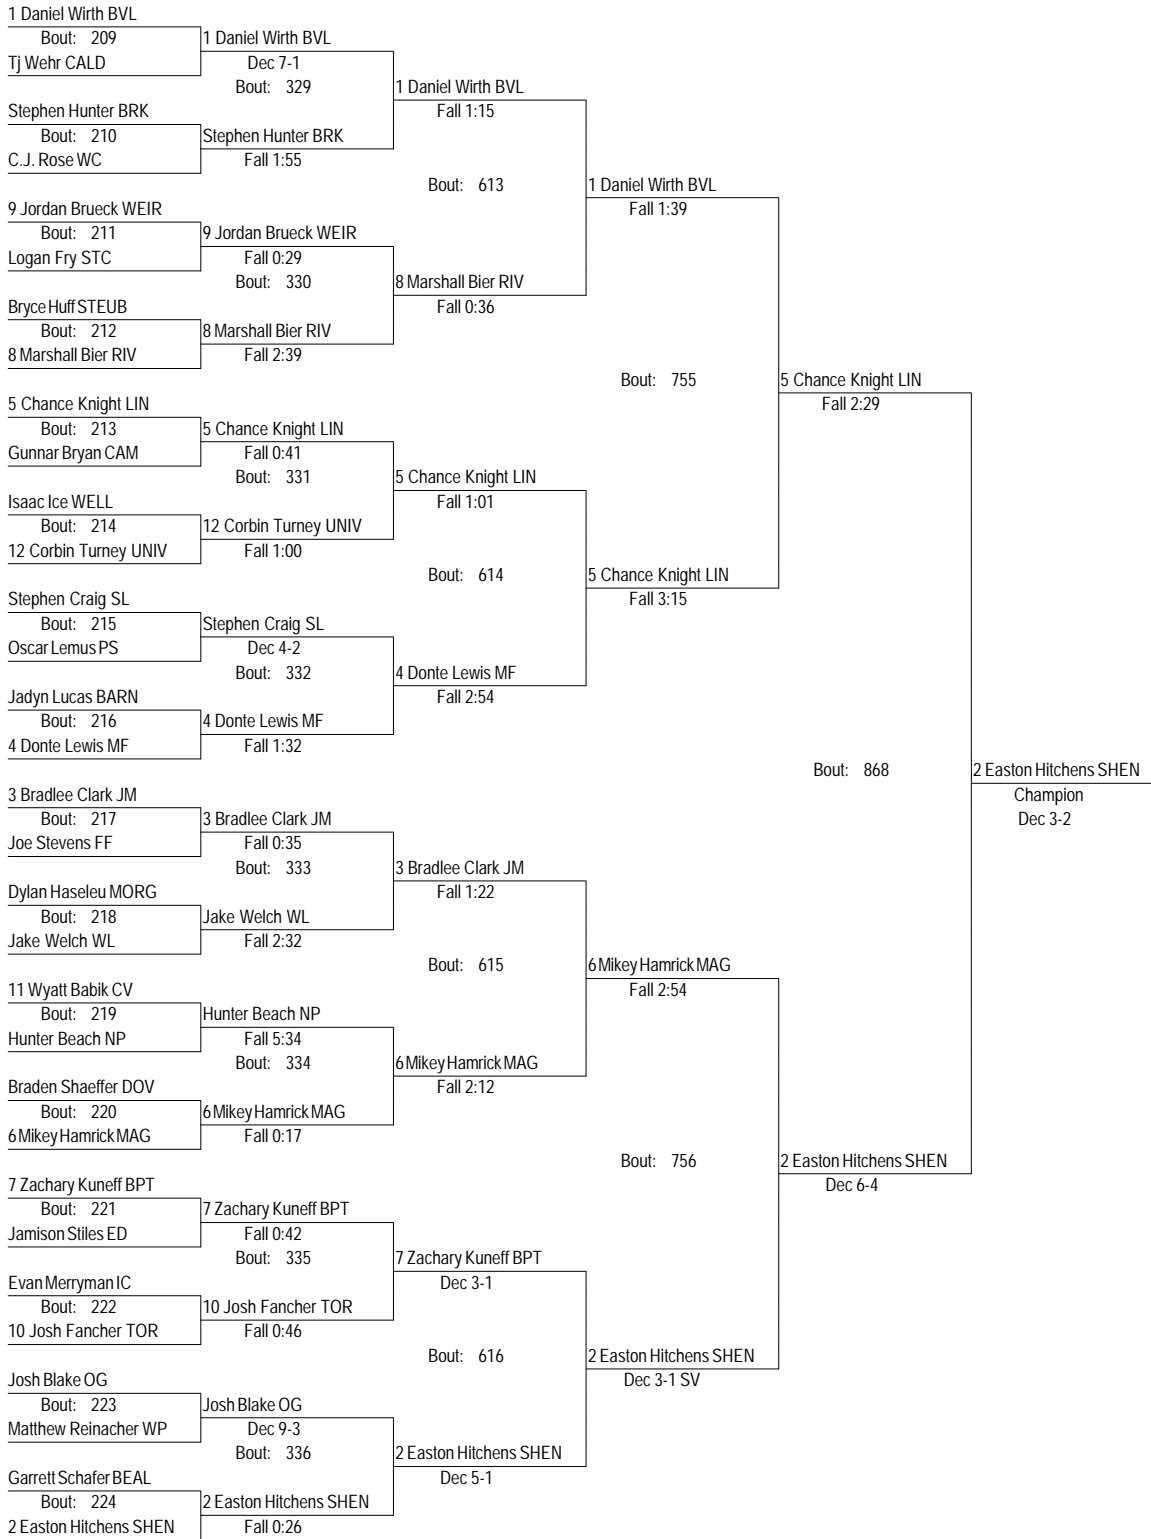 1 Daniel Wirth BVL
Bout: 209
Tj Wehr CALD
1 Daniel Wirth BVL
Dec 7-1
Bout: 329
1 Daniel Wirth BVL
Fall 1:15
Stephen Hunter BRK
Bout: 210
C.J. Rose WC
Stephen Hunter BRK
Fall 1:55
Bout: 613
1 Daniel Wirth BVL
Fall 1:39
9 Jordan Brueck WEIR
Bout: 211
Logan Fry STC
9 Jordan Brueck WEIR
Fall 0:29
Bout: 330
8 Marshall Bier RIV
Fall 0:36
Bryce Huff STEUB
Bout: 212
8 Marshall Bier RIV
8 Marshall Bier RIV
Fall 2:39
Bout: 755
5 Chance Knight LIN
Fall 2:29
5 Chance Knight LIN
Bout: 213
Gunnar Bryan CAM
5 Chance Knight LIN
Fall 0:41
Bout: 331
5 Chance Knight LIN
Fall 1:01
Isaac Ice WELL
Bout: 214
12 Corbin Turney UNIV
12 Corbin Turney UNIV
Fall 1:00
Bout: 614
5 Chance Knight LIN
Fall 3:15
Stephen Craig SL
Bout: 215
Oscar Lemus PS
Stephen Craig SL
Dec 4-2
Bout: 332
4 Donte Lewis MF
Fall 2:54
Jadyn Lucas BARN
Bout: 216
4 Donte Lewis MF
4 Donte Lewis MF
Fall 1:32
Bout: 868
2 Easton Hitchens SHEN
Champion
Dec 3-2
3 Bradlee Clark JM
Bout: 217
Joe Stevens FF
3 Bradlee Clark JM
Fall 0:35
Bout: 333
3 Bradlee Clark JM
Fall 1:22
Dylan Haseleu MORG
Bout: 218
Jake Welch WL
Jake Welch WL
Fall 2:32
Bout: 615
6 Mikey Hamrick MAG
Fall 2:54
11 Wyatt Babik CV
Bout: 219
Hunter Beach NP
Hunter Beach NP
Fall 5:34
Bout: 334
6 Mikey Hamrick MAG
Fall 2:12
Braden Shaeffer DOV
Bout: 220
6 Mikey Hamrick MAG
6 Mikey Hamrick MAG
Fall 0:17
Bout: 756
2 Easton Hitchens SHEN
Dec 6-4
7 Zachary Kuneff BPT
Bout: 221
Jamison Stiles ED
7 Zachary Kuneff BPT
Fall 0:42
Bout: 335
7 Zachary Kuneff BPT
Dec 3-1
Evan Merryman IC
Bout: 222
10 Josh Fancher TOR
10 Josh Fancher TOR
Fall 0:46
Bout: 616
2 Easton Hitchens SHEN
Dec 3-1 SV
Josh Blake OG
Bout: 223
Matthew Reinacher WP
Josh Blake OG
Dec 9-3
Bout: 336
2 Easton Hitchens SHEN
Dec 5-1
Garrett Schafer BEAL
Bout: 224
2 Easton Hitchens SHEN
2 Easton Hitchens SHEN
Fall 0:26